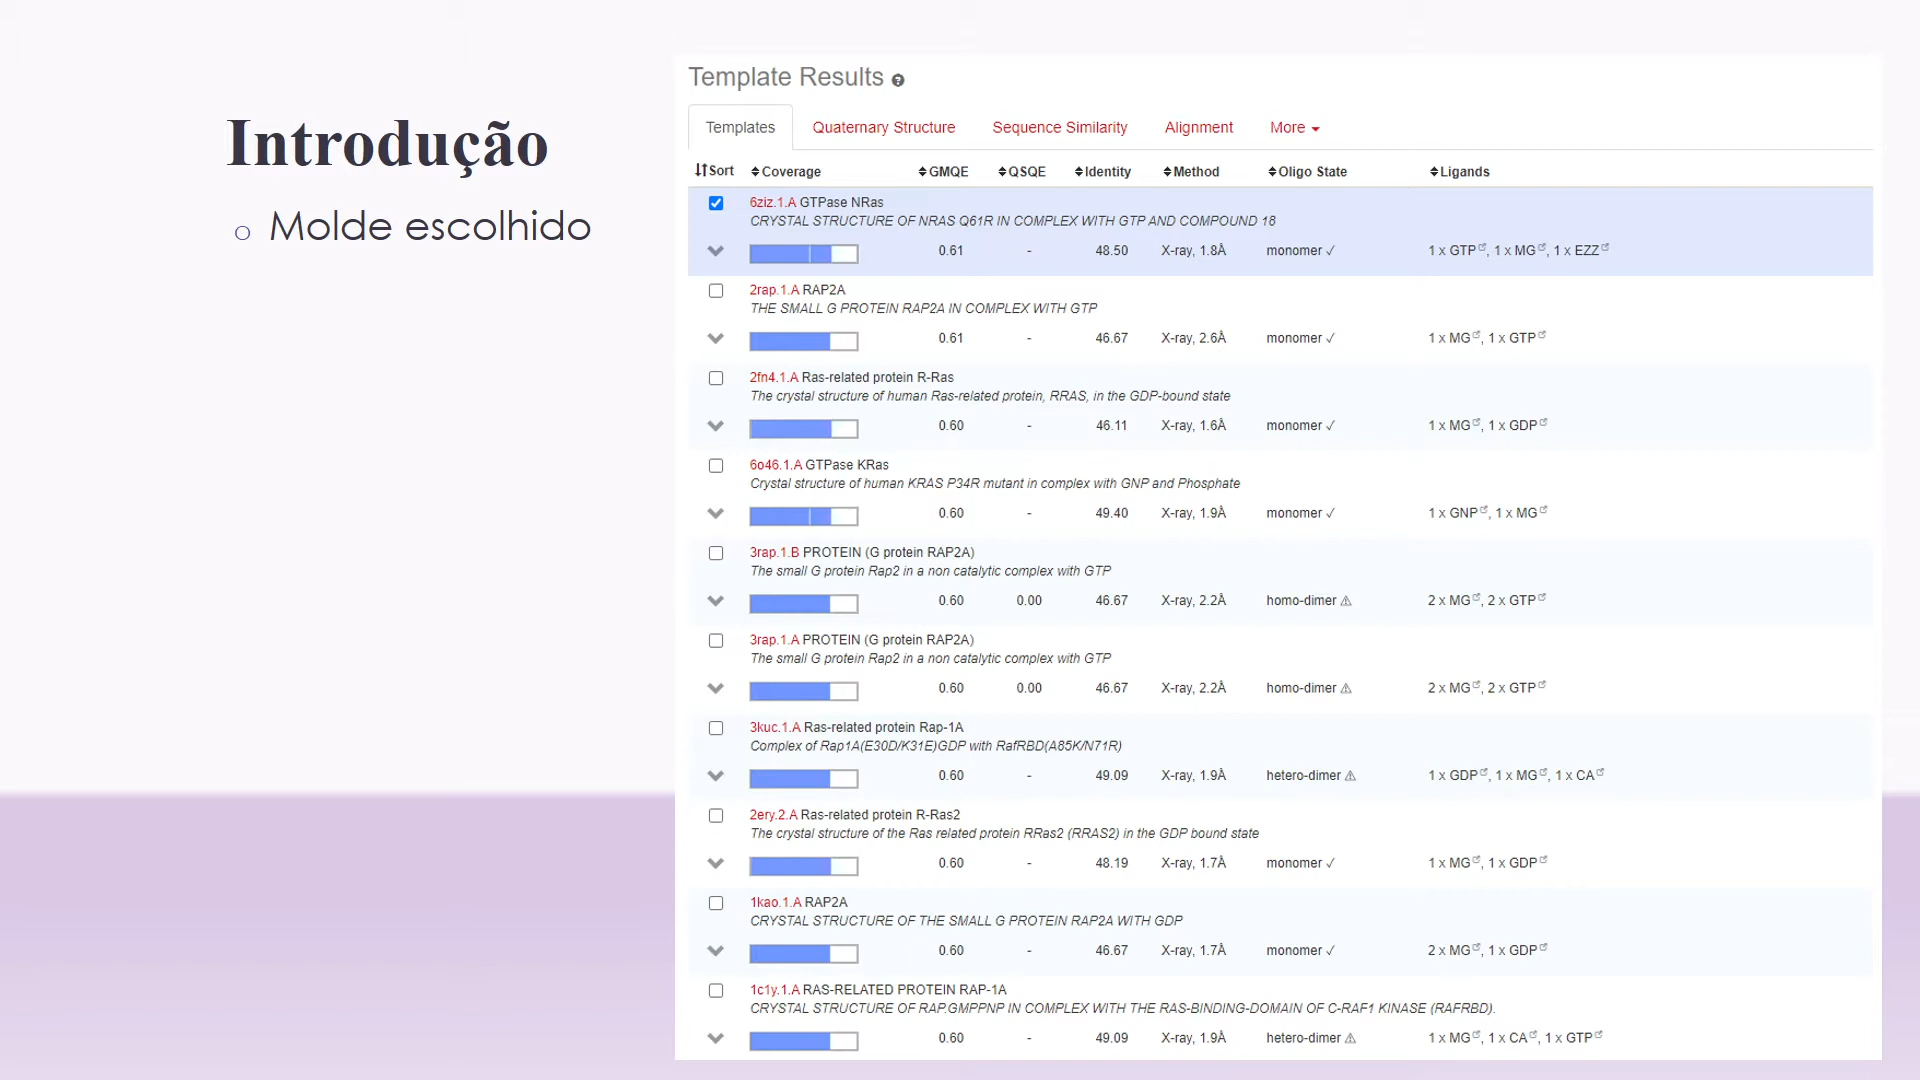 Introdução
o Molde escolhido
Template Results ?
Templates Quaternary Structure Sequence Similarity Alignment More
Sort Coverage GMQE QSQE Identity Method Oligo State Ligands
6ziz.1.A GTPase NRas
CRYSTAL STRUCTURE OF NRAS Q61R IN COMPLEX WITH GTP AND COMPOUND 18
0.61 - 48.50 X-ray, 1.8Å monomer ✓ 1 x GTP, 1 x MG, 1 x EZZ
2rap.1.A RAP2A
THE SMALL G PROTEIN RAP2A IN COMPLEX WITH GTP
0.61 - 46.67 X-ray, 2.6Å monomer ✓ 1 x MG, 1 x GTP
2fn4.1.A Ras-related protein R-Ras
The crystal structure of human Ras-related protein, RRAS, in the GDP-bound state
0.60 - 46.11 X-ray, 1.6Å monomer ✓ 1 x MG, 1 x GDP
6o46.1.A GTPase KRas
Crystal structure of human KRAS P34R mutant in complex with GNP and Phosphate
0.60 - 49.40 X-ray, 1.9Å monomer ✓ 1 x GNP, 1 x MG
3rap.1.B PROTEIN (G protein RAP2A)
The small G protein Rap2 in a non catalytic complex with GTP
0.60 0.00 46.67 X-ray, 2.2Å homo-dimer ⚠ 2 x MG, 2 x GTP
3rap.1.A PROTEIN (G protein RAP2A)
The small G protein Rap2 in a non catalytic complex with GTP
0.60 0.00 46.67 X-ray, 2.2Å homo-dimer ⚠ 2 x MG, 2 x GTP
3kuc.1.A Ras-related protein Rap-1A
Complex of Rap1A(E30D/K31E)GDP with RafRBD(A85K/N71R)
0.60 - 49.09 X-ray, 1.9Å hetero-dimer ⚠ 1 x GDP, 1 x MG, 1 x CA
2ery.2.A Ras-related protein R-Ras2
The crystal structure of the Ras related protein RRas2 (RRAS2) in the GDP bound state
0.60 - 48.19 X-ray, 1.7Å monomer ✓ 1 x MG, 1 x GDP
1kao.1.A RAP2A
CRYSTAL STRUCTURE OF THE SMALL G PROTEIN RAP2A WITH GDP
0.60 - 46.67 X-ray, 1.7Å monomer ✓ 2 x MG, 1 x GDP
1c1y.1.A RAS-RELATED PROTEIN RAP-1A
CRYSTAL STRUCTURE OF RAP.GMPPNP IN COMPLEX WITH THE RAS-BINDING-DOMAIN OF C-RAF1 KINASE (RAFRBD).
0.60 - 49.09 X-ray, 1.9Å hetero-dimer ⚠ 1 x MG, 1 x CA, 1 x GTP